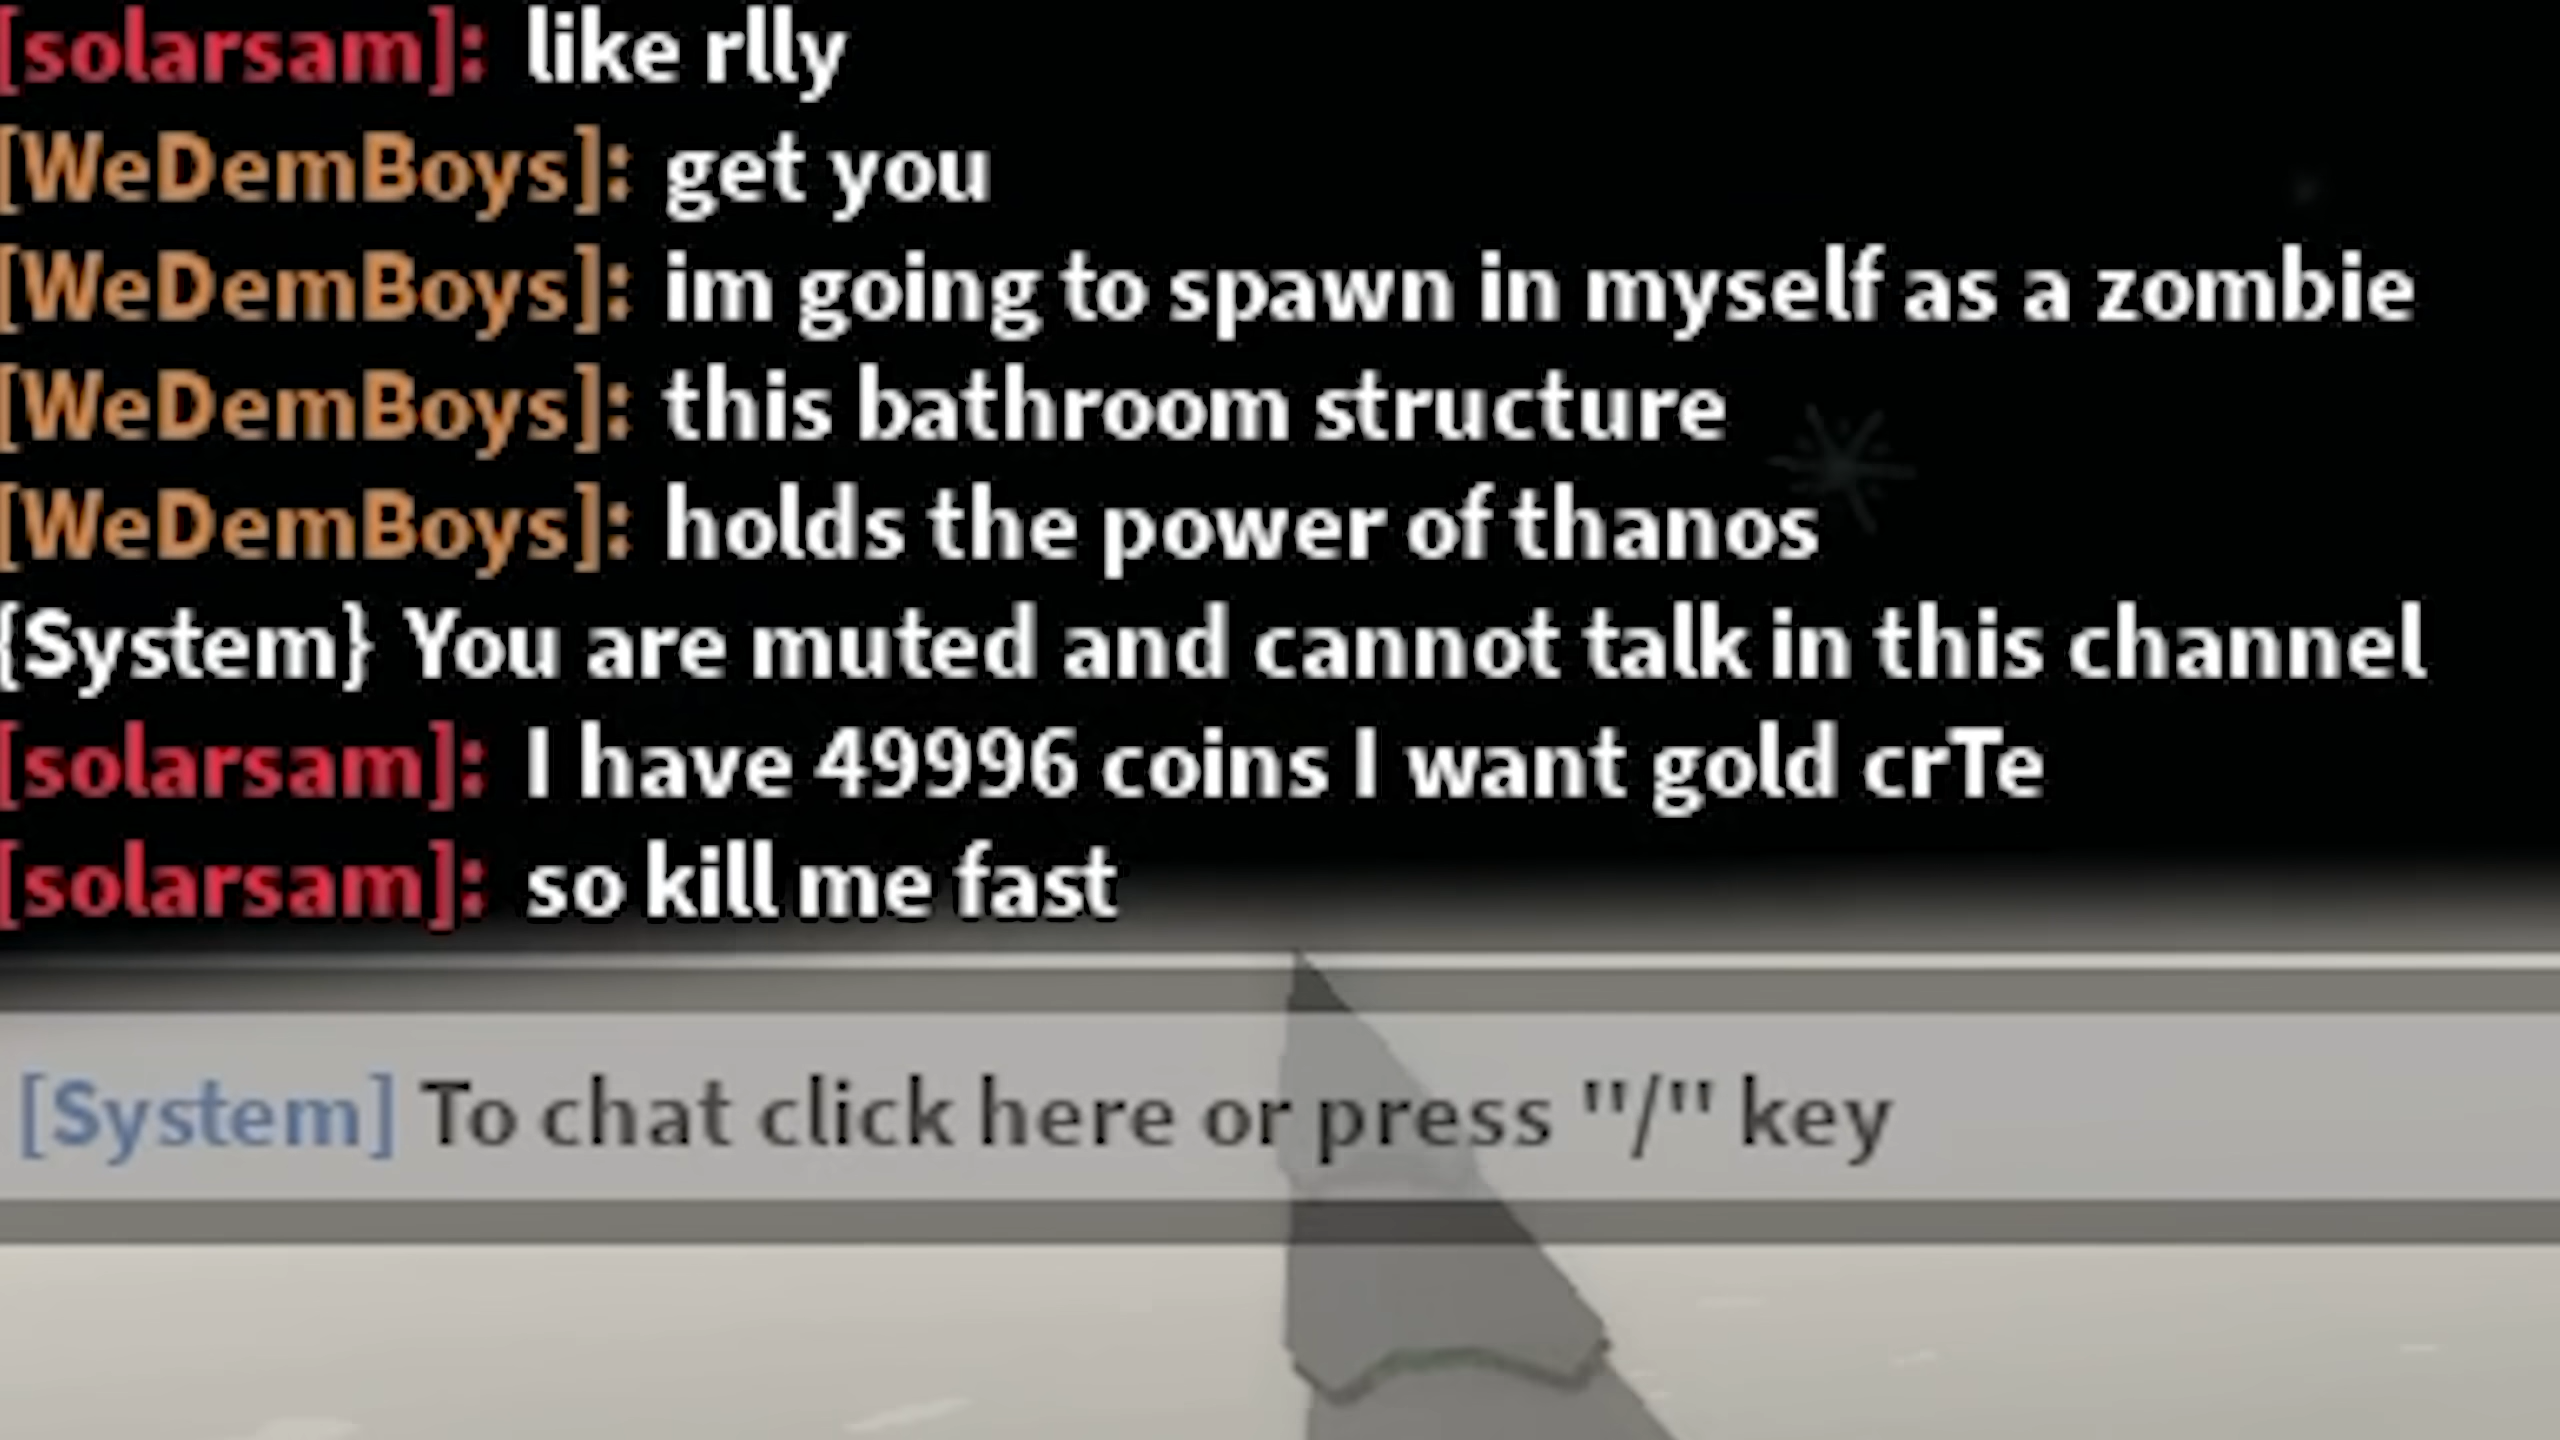 [solarsam]: like rlly
[WeDemBoys]: get you
[WeDemBoys]: im going to spawn in myself as a zombie
[WeDemBoys]: this bathroom structure
[WeDemBoys]: holds the power of thanos
{System} You are muted and cannot talk in this channel
[solarsam]: I have 49996 coins I want gold crTe
[solarsam]: so kill me fast
[System] To chat click here or press "/" key